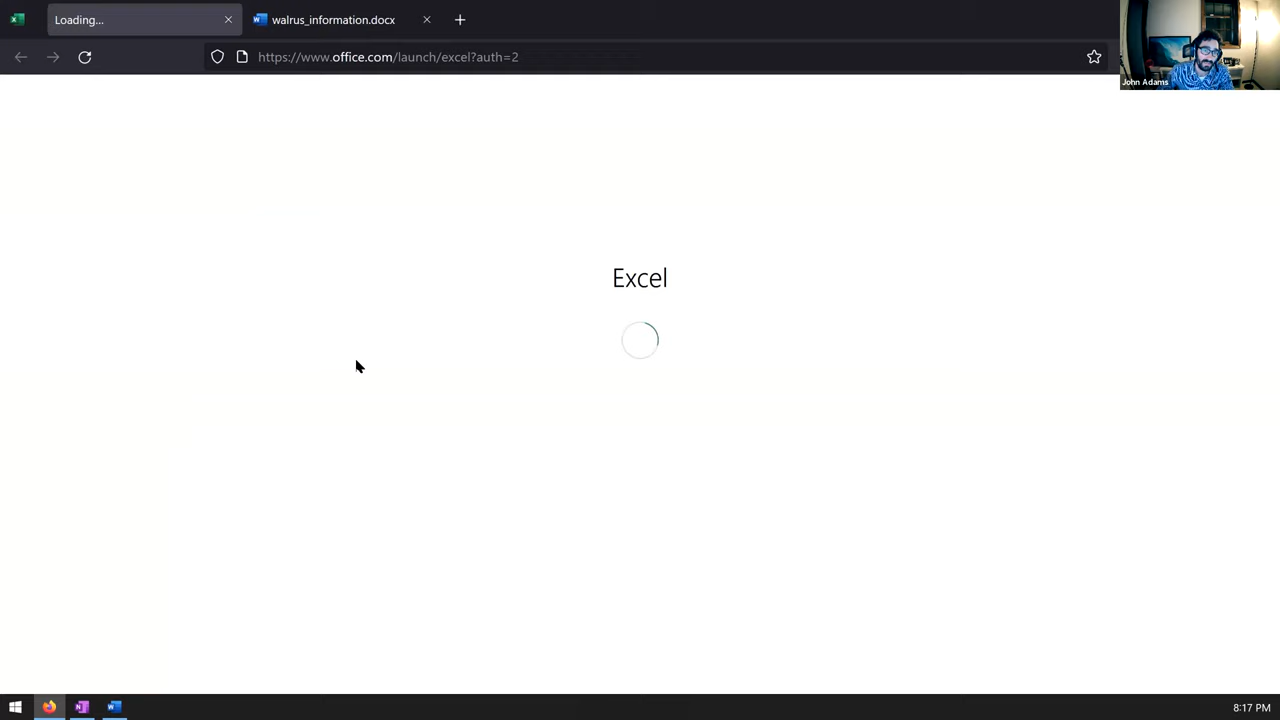 Loading...
walrus_information.docx
https://www.office.com/launch/excel?auth=2
John Adams
Excel
8:17 PM